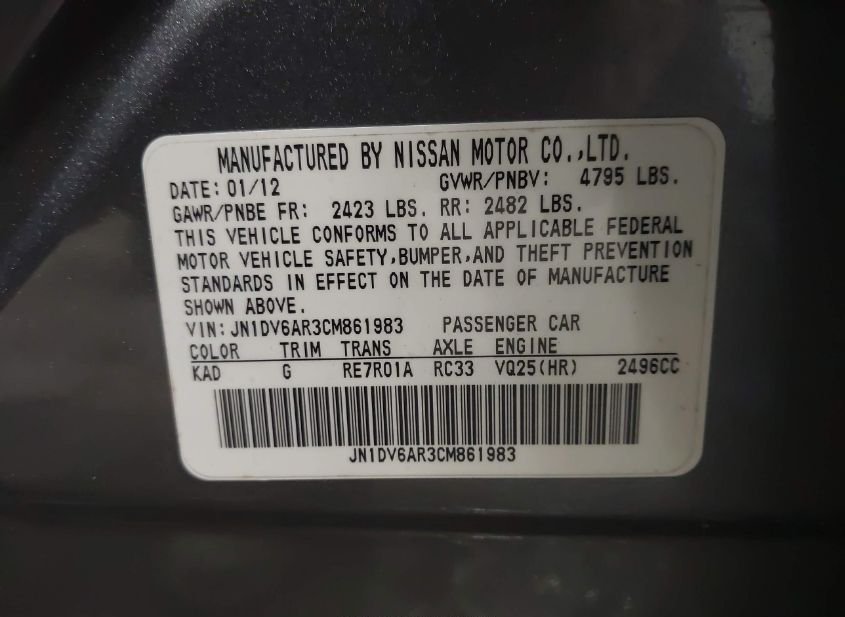 MANUFACTURED BY NISSAN MOTOR CO.,LTD.
DATE: 01/12 GVWR/PNBV: 4795 LBS.
GAWR/PNBE FR: 2423 LBS. RR: 2482 LBS.
THIS VEHICLE CONFORMS TO ALL APPLICABLE FEDERAL
MOTOR VEHICLE SAFETY,BUMPER,AND THEFT PREVENTION
STANDARDS IN EFFECT ON THE DATE OF MANUFACTURE
SHOWN ABOVE.
VIN: JN1DV6AR3CM861983 PASSENGER CAR
COLOR TRIM TRANS AXLE ENGINE
KAD G RE7R01A RC33 VQ25(HR) 2496CC
JN1DV6AR3CM861983